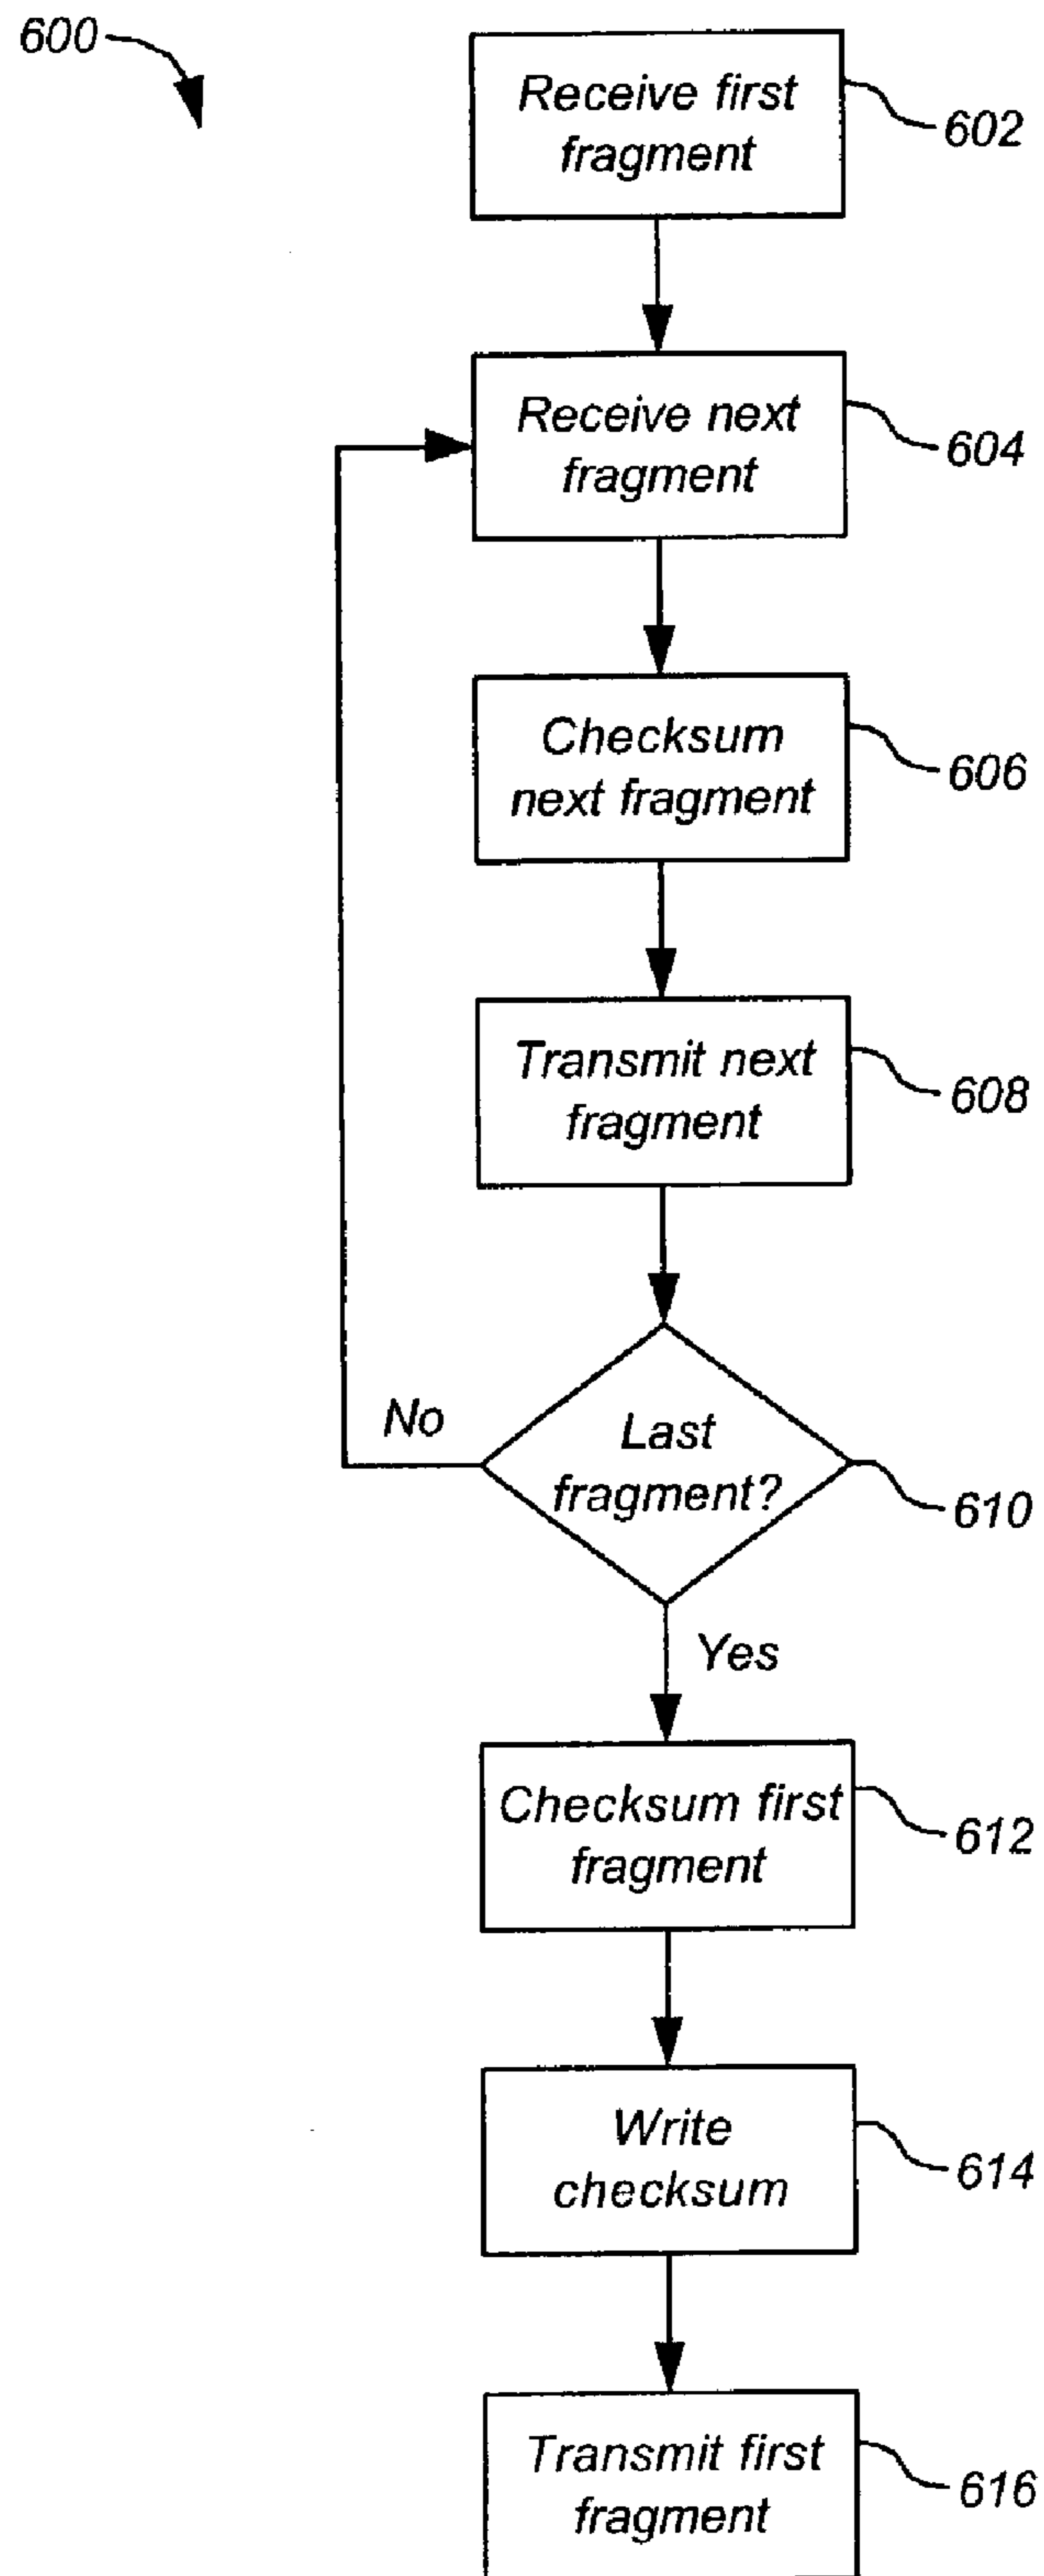 600
Receive first
fragment
602
Receive next
fragment
604
Checksum
next fragment
606
Transmit next
fragment
608
No
Last
fragment?
610
Yes
Checksum first
fragment
612
Write
checksum
614
Transmit first
fragment
616